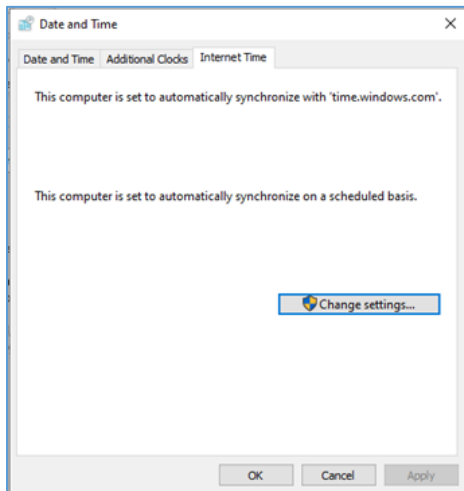 Date and Time
Date and Time Additional Clocks Internet Time
This computer is set to automatically synchronize with 'time.windows.com'.
This computer is set to automatically synchronize on a scheduled basis.
Change settings...
OK Cancel Apply